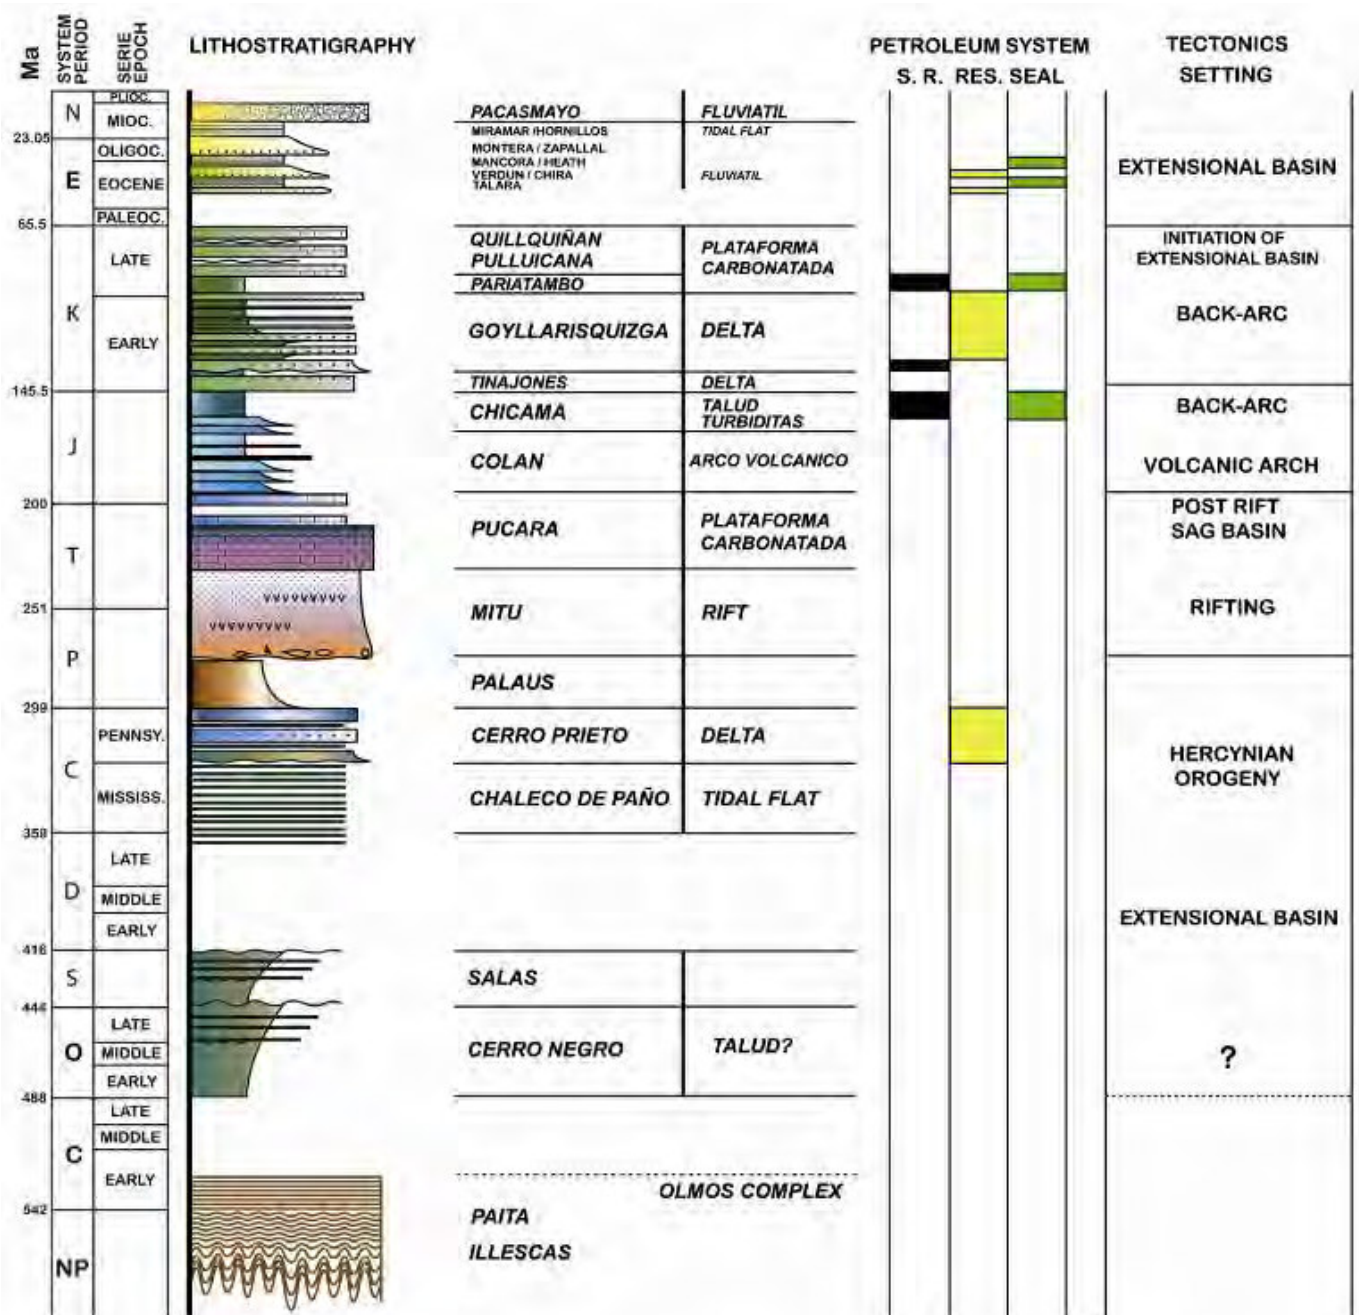 Ma
SYSTEM PERIOD
SERIE EPOCH
LITHOSTRATIGRAPHY
PETROLEUM SYSTEM
S. R. RES. SEAL
TECTONICS
SETTING
N
PLIOC.
MIOC.
PACASMAYO FLUVIATIL
23.05
MIRAMAR /HORNILLOS TIDAL FLAT
OLIGOC.
MONTERA / ZAPALLAL
MANCORA / HEATH
EXTENSIONAL BASIN
E
EOCENE
VERDUN / CHIRA FLUVIATIL
TALARA
PALEOC.
65.5
LATE
QUILLQUIÑAN
PULLUICANA
PLATAFORMA
CARBONATADA
INITIATION OF
EXTENSIONAL BASIN
PARIATAMBO
K
EARLY
GOYLLARISQUIZGA DELTA
BACK-ARC
TINAJONES DELTA
145.5
CHICAMA
TALUD
TURBIDITAS
BACK-ARC
J
COLAN ARCO VOLCANICO
VOLCANIC ARCH
200
POST RIFT
SAG BASIN
PUCARA
PLATAFORMA
CARBONATADA
T
251
vvvvvvvvv
vvvvvvvvv
MITU RIFT
RIFTING
P
PALAUS
299
PENNSY.
CERRO PRIETO DELTA
HERCYNIAN
OROGENY
C
MISSISS.
CHALECO DE PAÑO TIDAL FLAT
359
LATE
D
MIDDLE
EARLY
EXTENSIONAL BASIN
416
S
SALAS
446
LATE
O
MIDDLE
EARLY
CERRO NEGRO TALUD?
?
488
LATE
MIDDLE
C
EARLY
OLMOS COMPLEX
542
PAITA
ILLESCAS
NP